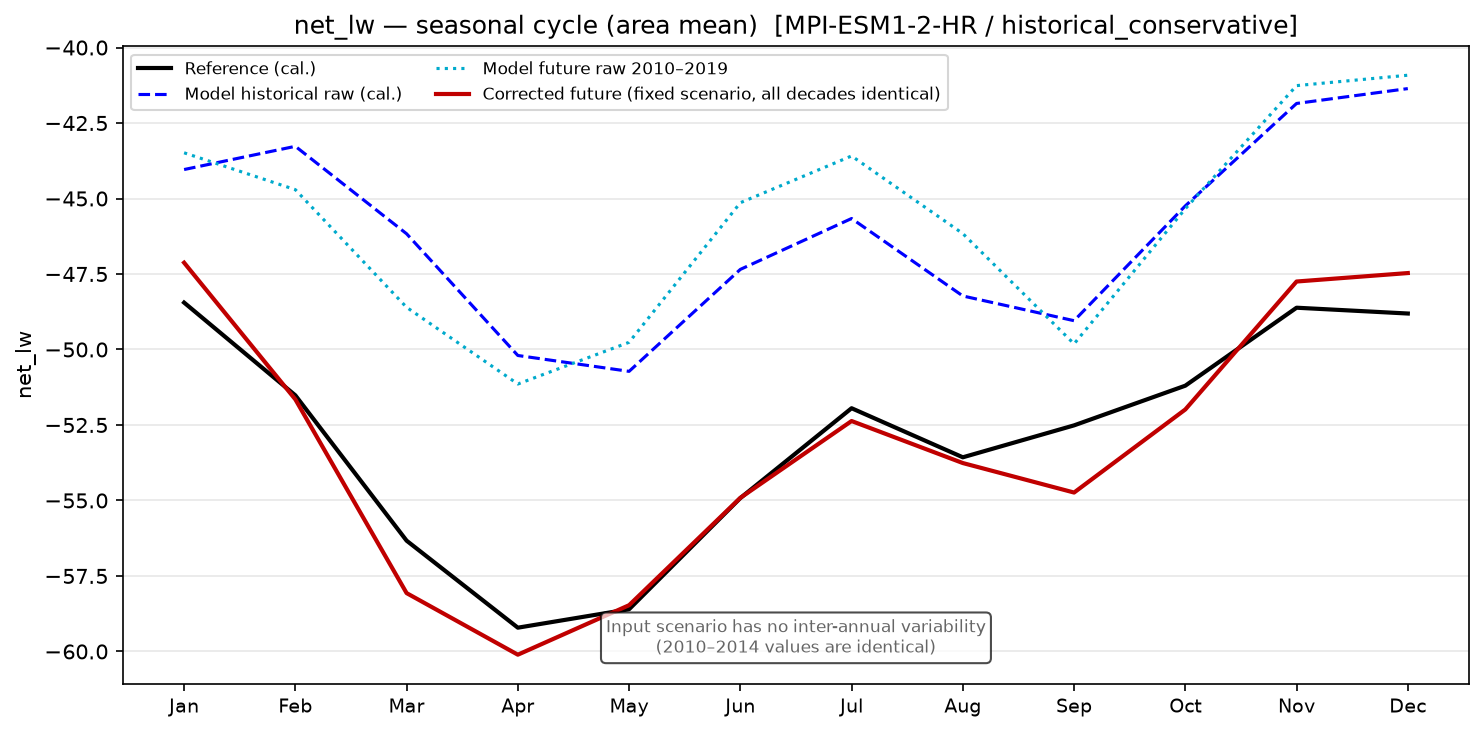 net_lw — seasonal cycle (area mean)  [MPI-ESM1-2-HR / historical_conservative]
Reference (cal.)
Model historical raw (cal.)
Model future raw 2010–2019
Corrected future (fixed scenario, all decades identical)
−40.0
−42.5
−45.0
−47.5
−50.0
−52.5
−55.0
−57.5
−60.0
net_lw
Input scenario has no inter-annual variability
(2010–2014 values are identical)
Jan Feb Mar Apr May Jun Jul Aug Sep Oct Nov Dec